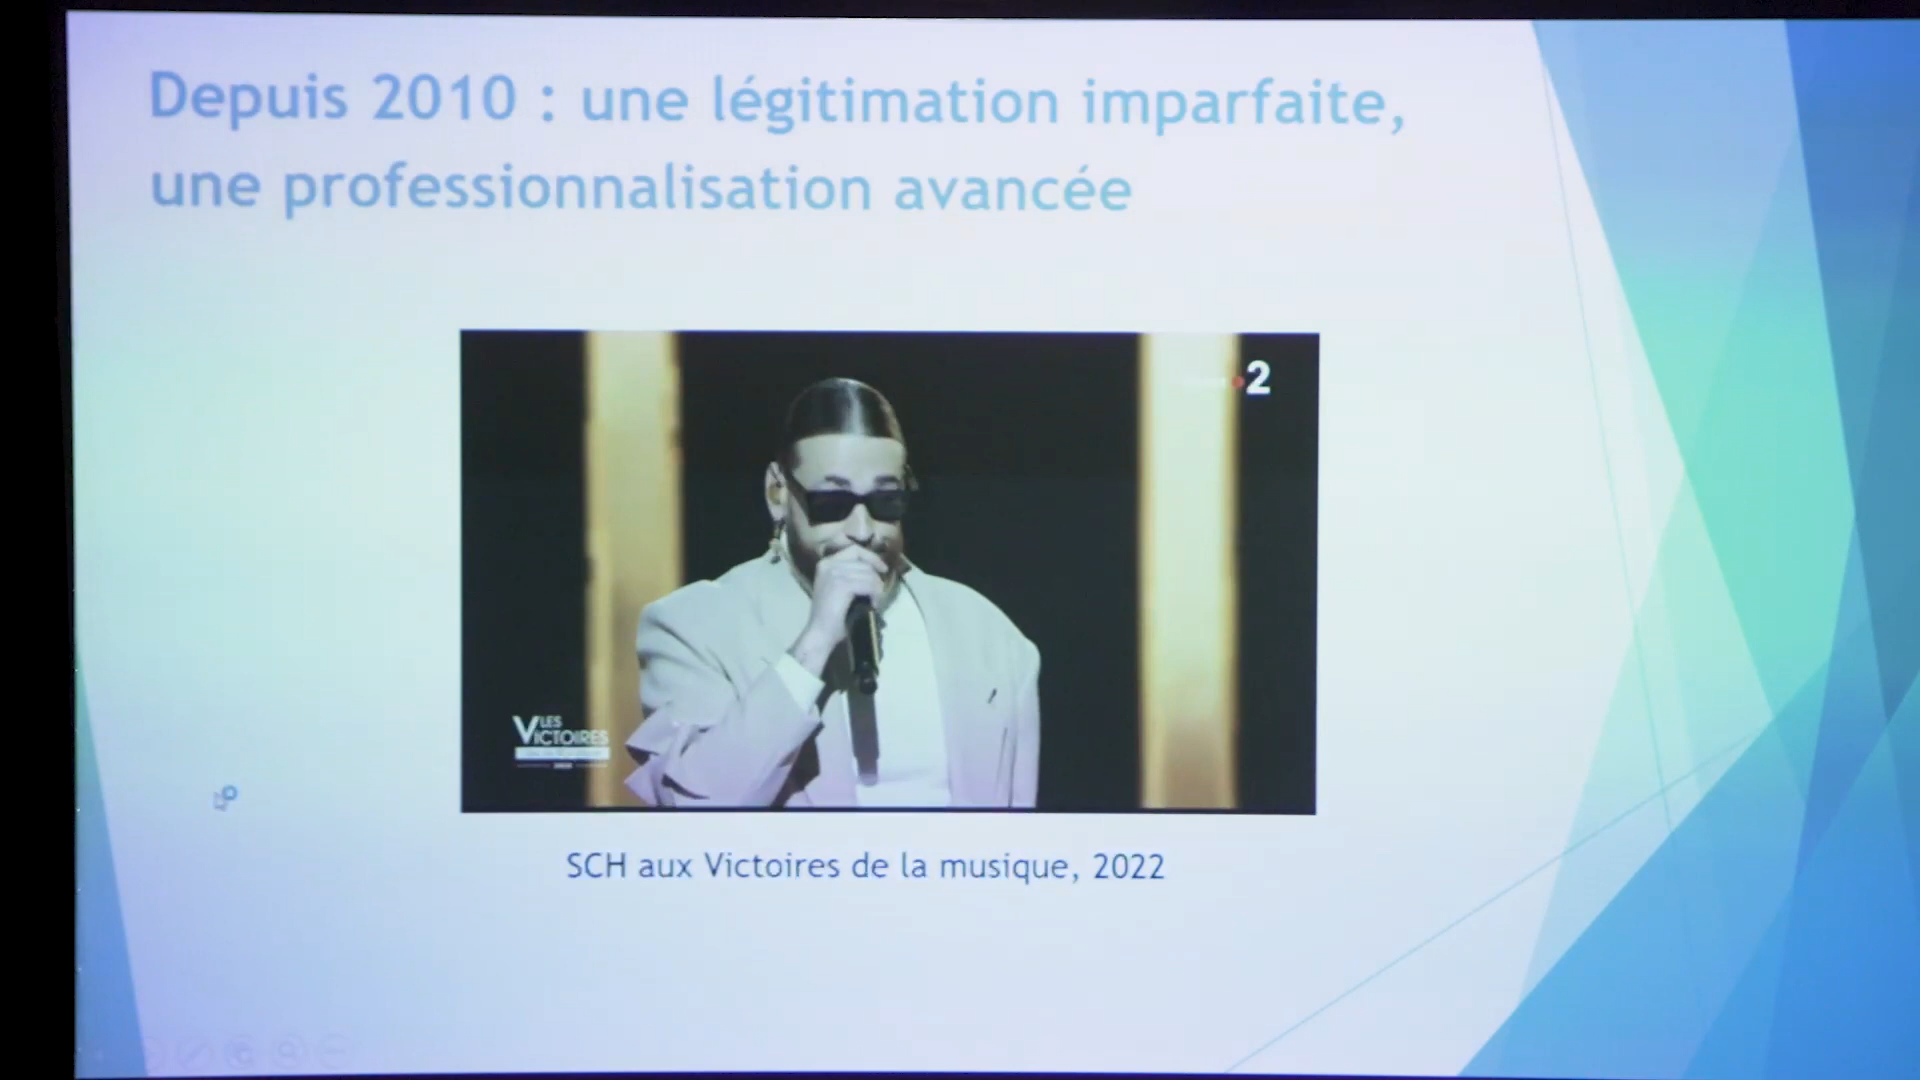 Depuis 2010 : une légitimation imparfaite,
une professionnalisation avancée
2
LES
VICTOIRES
SCH aux Victoires de la musique, 2022